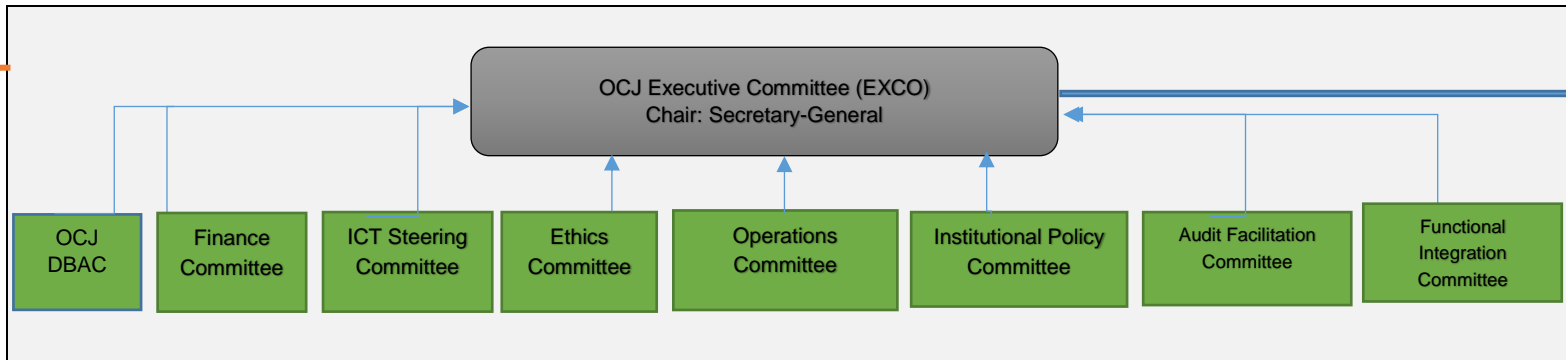 OCJ Executive Committee (EXCO)
Chair: Secretary-General
OCJ
DBAC
Finance
Committee
ICT Steering
Committee
Ethics
Committee
Operations
Committee
Institutional Policy
Committee
Audit Facilitation
Committee
Functional
Integration
Committee